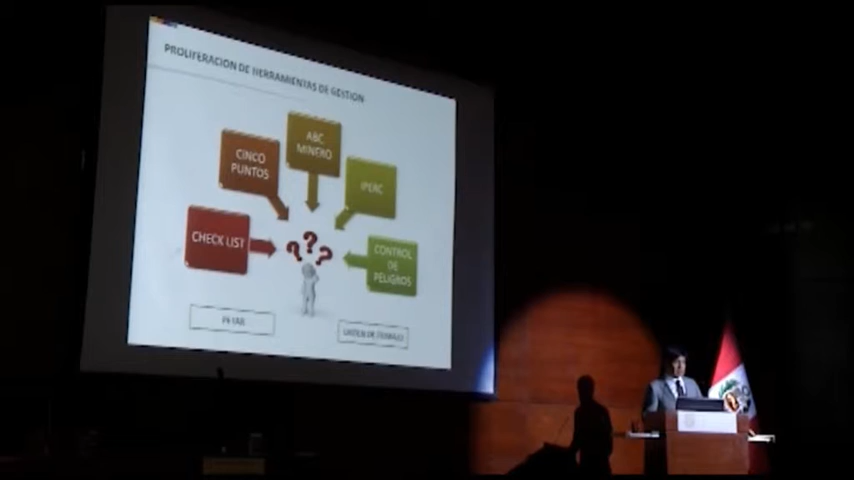 PROLIFERACION DE HERRAMIENTAS DE GESTION
ABC
MINERO
CINCO
PUNTOS
IPERC
CHECK LIST
CONTROL
DE
PELIGROS